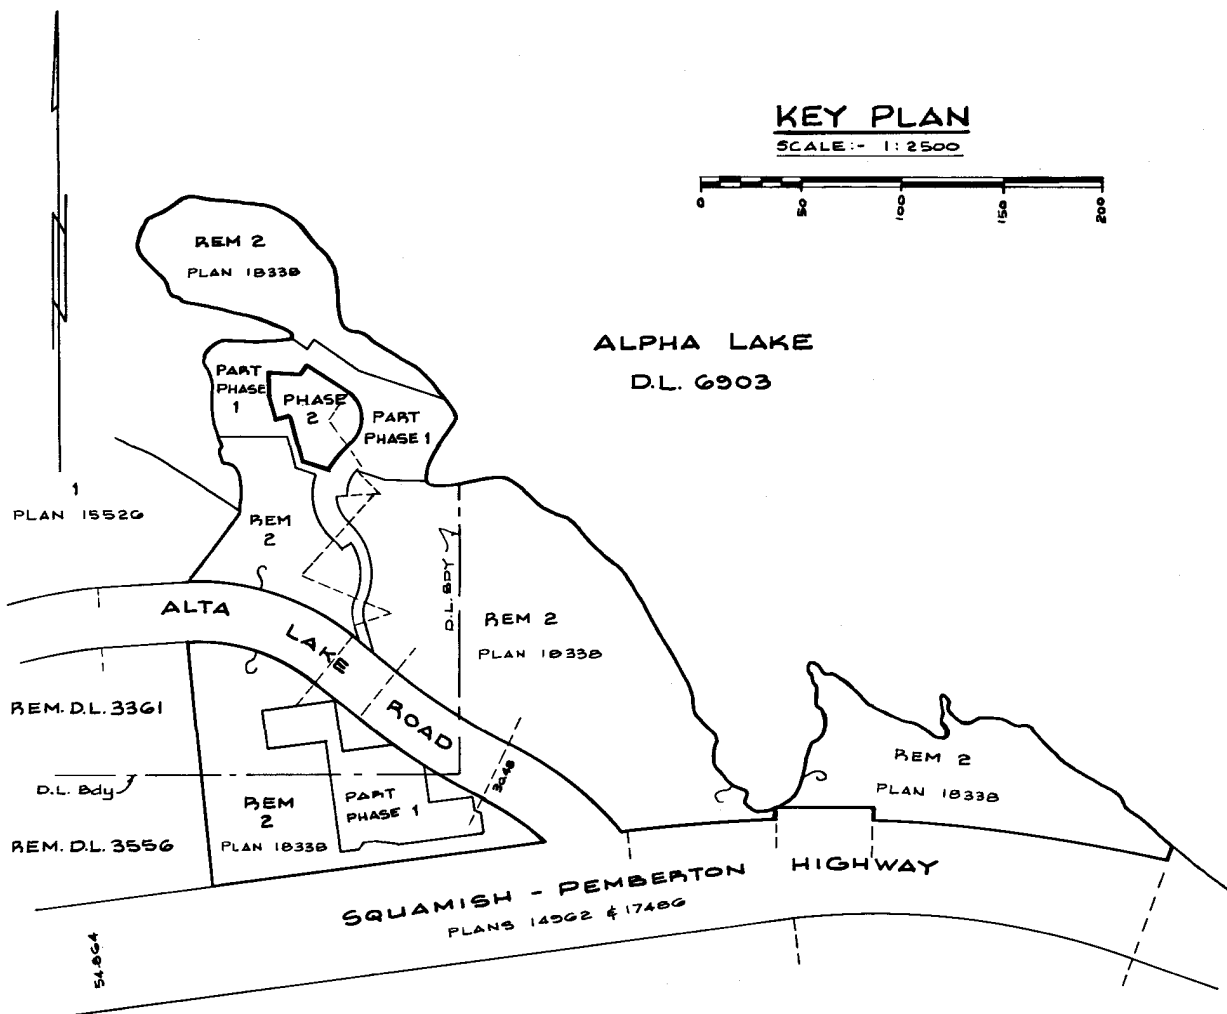 KEY PLAN
SCALE:- 1:2500
0
50
100
150
200
REM 2
PLAN 18338
ALPHA LAKE
D.L. 6903
PART
PHASE
1
PHASE
2
PART
PHASE 1
1
PLAN 15526
REM
2
D.L. BDY
ALTA LAKE ROAD
REM 2
PLAN 18338
REM. D.L. 3361
30.48
REM 2
PLAN 18338
D.L. Bdy
REM
2
PLAN 18338
PART
PHASE 1
REM. D.L. 3556
SQUAMISH - PEMBERTON HIGHWAY
PLANS 14962 & 17486
54.864